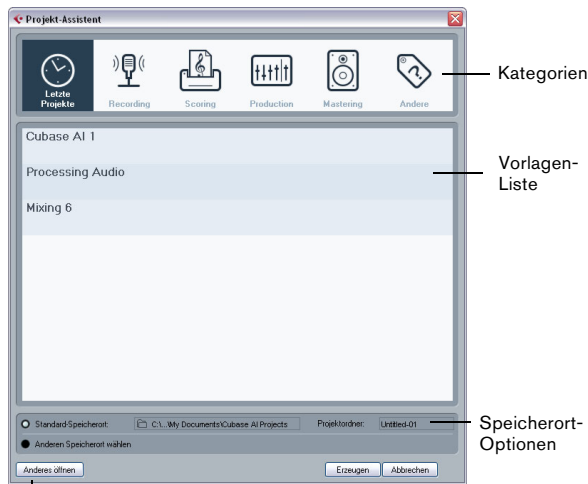 Projekt-Assistent
Letzte
Projekte
Recording
Scoring
Production
Mastering
Andere
Kategorien
Cubase AI 1
Processing Audio
Mixing 6
Vorlagen-
Liste
Standard-Speicherort:
C:\...\My Documents\Cubase AI Projects
Projektordner:
Untitled-01
Anderen Speicherort wählen
Speicherort-
Optionen
Anderes öffnen
Erzeugen
Abbrechen